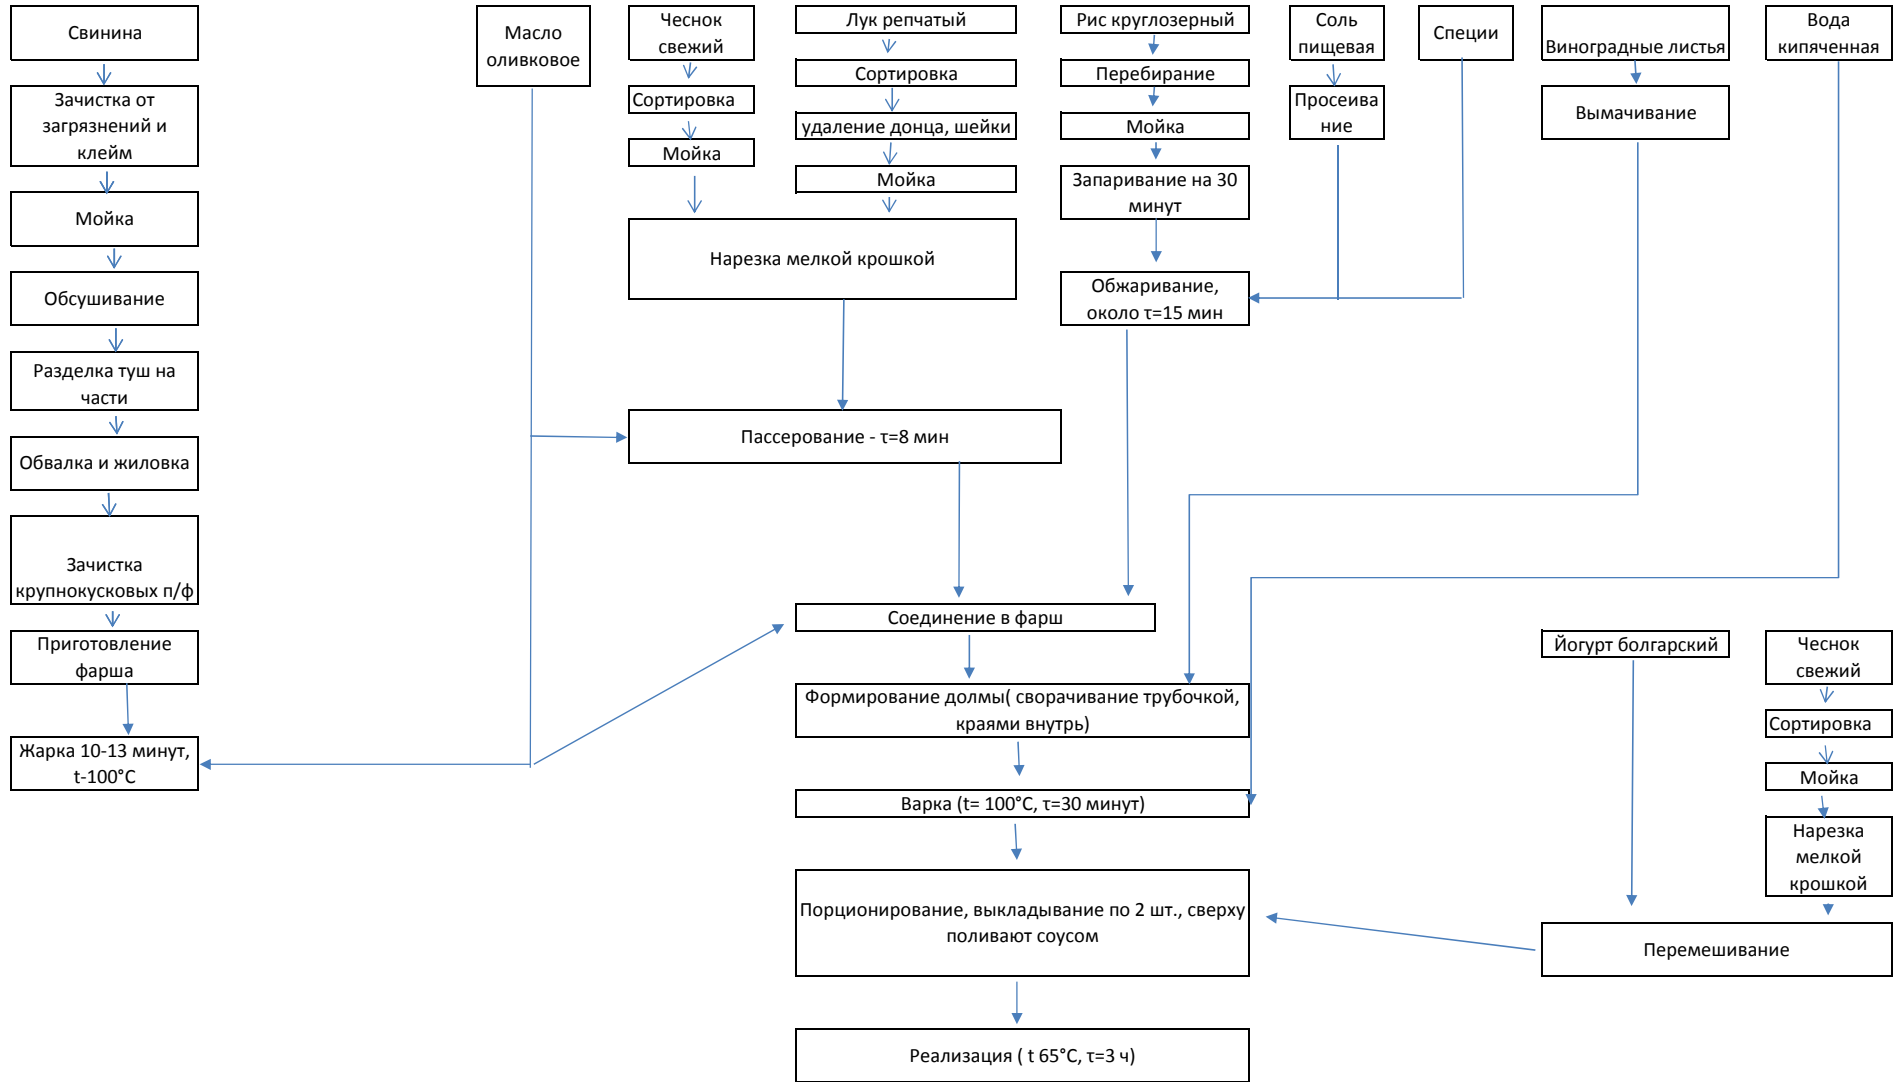 Свинина
Зачистка от
загрязнений и
клейм
Мойка
Обсушивание
Разделка туш на
части
Обвалка и жиловка
Зачистка
крупнокусковых п/ф
Приготовление
фарша
Жарка 10-13 минут,
t-100°C
Масло
оливковое
Чеснок
свежий
Сортировка
Мойка
Лук репчатый
Сортировка
удаление донца, шейки
Мойка
Нарезка мелкой крошкой
Пассерование - τ=8 мин
Рис круглозерный
Перебирание
Мойка
Запаривание на 30
минут
Обжаривание,
около τ=15 мин
Соль
пищевая
Просеива
ние
Специи
Виноградные листья
Вымачивание
Вода
кипяченная
Соединение в фарш
Формирование долмы( сворачивание трубочкой,
краями внутрь)
Варка (t= 100°C, τ=30 минут)
Йогурт болгарский
Чеснок
свежий
Сортировка
Мойка
Нарезка
мелкой
крошкой
Перемешивание
Порционирование, выкладывание по 2 шт., сверху
поливают соусом
Реализация ( t 65°C, τ=3 ч)